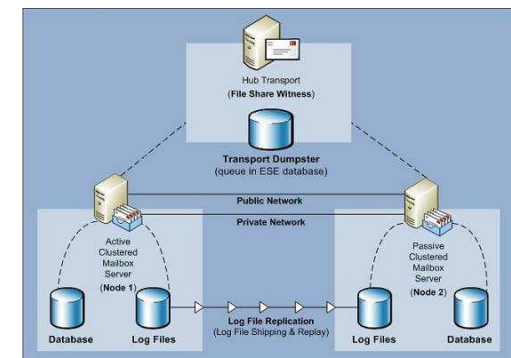 Hub Transport
(File Share Witness)
Transport Dumpster
(queue in ESE database)
Public Network
Private Network
Active
Clustered
Mailbox
Server
(Node 1)
Passive
Clustered
Mailbox
Server
(Node 2)
Database
Log Files
Log File Replication
(Log File Shipping & Replay)
Log Files
Database